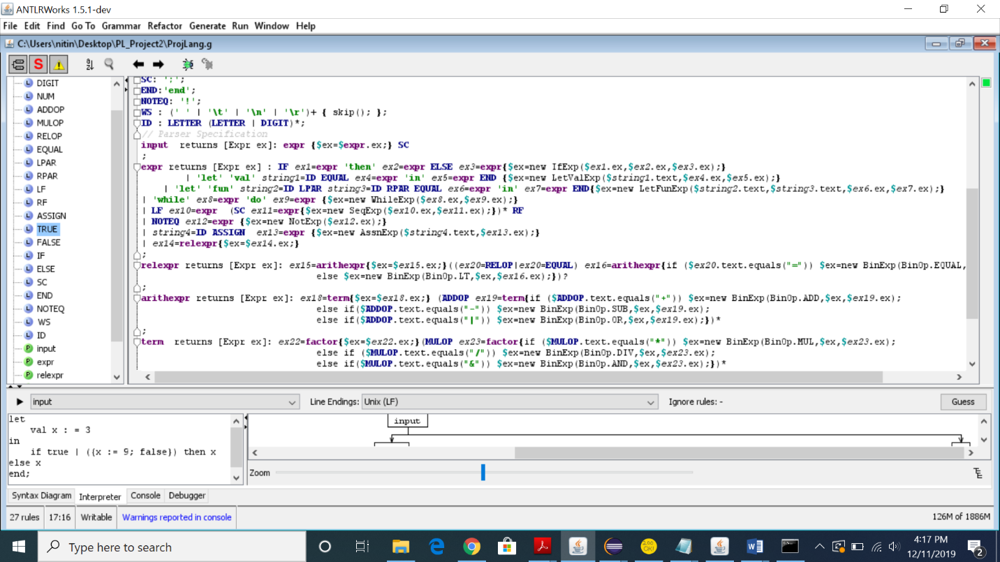 ANTLRWorks 1.5.1-dev
File Edit Find Go To Grammar Refactor Generate Run Window Help
C:\Users\nitin\Desktop\PL_Project2\ProjLang.g
DIGIT
NUM
ADDOP
MULOP
RELOP
EQUAL
LPAR
RPAR
LF
RF
ASSIGN
TRUE
FALSE
IF
ELSE
SC
END
NOTEQ
WS
ID
input
expr
relexpr
SC: ';';
END:'end';
NOTEQ: '!';
WS : (' ' | '\t' | '\n' | '\r')+ { skip(); };
ID : LETTER (LETTER | DIGIT)*;
// Parser Specification
input returns [Expr ex]: expr {$ex=$expr.ex;} SC
;
expr returns [Expr ex] : IF ex1=expr 'then' ex2=expr ELSE ex3=expr{$ex=new IfExp($ex1.ex,$ex2.ex,$ex3.ex);}
| 'let' 'val' string1=ID EQUAL ex4=expr 'in' ex5=expr END {$ex=new LetValExp($string1.text,$ex4.ex,$ex5.ex);}
| 'let' 'fun' string2=ID LPAR string3=ID RPAR EQUAL ex6=expr 'in' ex7=expr END{$ex=new LetFunExp($string2.text,$string3.text,$ex6.ex,$ex7.ex);}
| 'while' ex8=expr 'do' ex9=expr {$ex=new WhileExp($ex8.ex,$ex9.ex);}
| LF ex10=expr (SC ex11=expr{$ex=new SeqExp($ex10.ex,$ex11.ex);})* RF
| NOTEQ ex12=expr {$ex=new NotExp($ex12.ex);}
| string4=ID ASSIGN ex13=expr {$ex=new AssnExp($string4.text,$ex13.ex);}
| ex14=relexpr{$ex=$ex14.ex;}
;
relexpr returns [Expr ex]: ex15=arithexpr{$ex=$ex15.ex;}((ex20=RELOP|ex20=EQUAL) ex16=arithexpr{if ($ex20.text.equals("=")) $ex=new BinExp(BinOp.EQUAL,
else $ex=new BinExp(BinOp.LT,$ex,$ex16.ex);})?
;
arithexpr returns [Expr ex]: ex18=term{$ex=$ex18.ex;} (ADDOP ex19=term{if ($ADDOP.text.equals("+")) $ex=new BinExp(BinOp.ADD,$ex,$ex19.ex);
else if($ADDOP.text.equals("-")) $ex=new BinExp(BinOp.SUB,$ex,$ex19.ex);
else if($ADDOP.text.equals("|")) $ex=new BinExp(BinOp.OR,$ex,$ex19.ex);})*
;
term returns [Expr ex]: ex22=factor{$ex=$ex22.ex;}(MULOP ex23=factor{if ($MULOP.text.equals("*")) $ex=new BinExp(BinOp.MUL,$ex,$ex23.ex);
else if ($MULOP.text.equals("/")) $ex=new BinExp(BinOp.DIV,$ex,$ex23.ex);
else if($MULOP.text.equals("&")) $ex=new BinExp(BinOp.AND,$ex,$ex23.ex);})*
input Line Endings: Unix (LF) Ignore rules: - Guess
let
val x : = 3
in
if true | ({x := 9; false}) then x
else x
end;
input
Zoom
Syntax Diagram Interpreter Console Debugger
27 rules 17:16 Writable Warnings reported in console 126M of 1886M
Type here to search
4:17 PM
12/11/2019
2